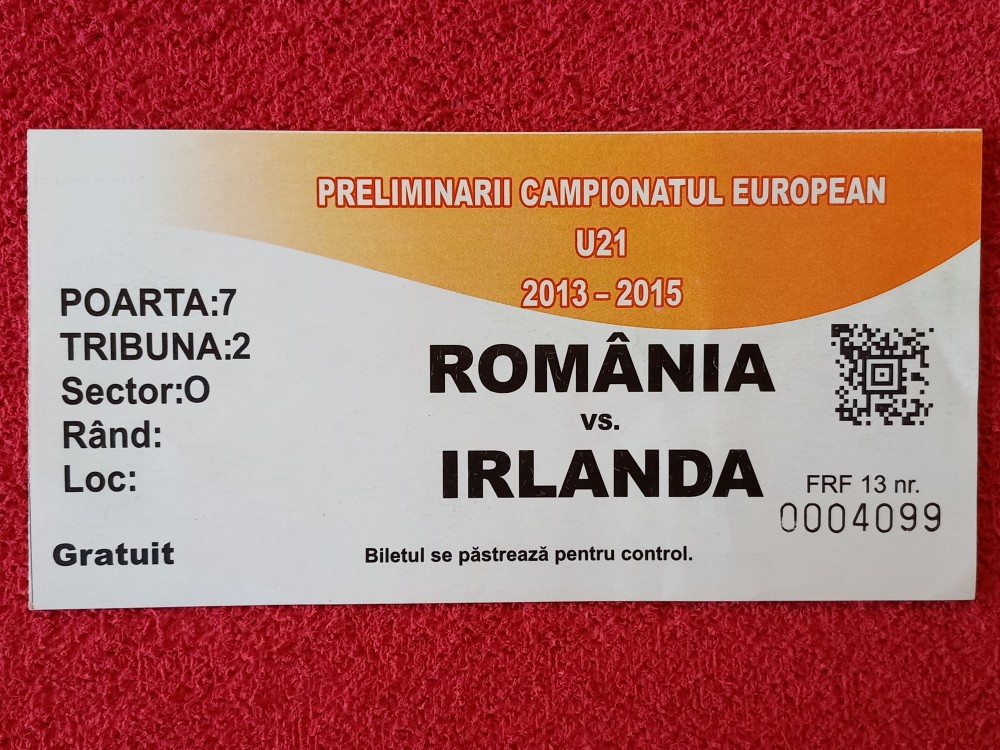 PRELIMINARII CAMPIONATUL EUROPEAN
U21
2013 – 2015
POARTA:7
TRIBUNA:2
Sector:O
Rând:
Loc:
ROMÂNIA
vs.
IRLANDA
FRF 13 nr.
0004099
Gratuit
Biletul se păstrează pentru control.